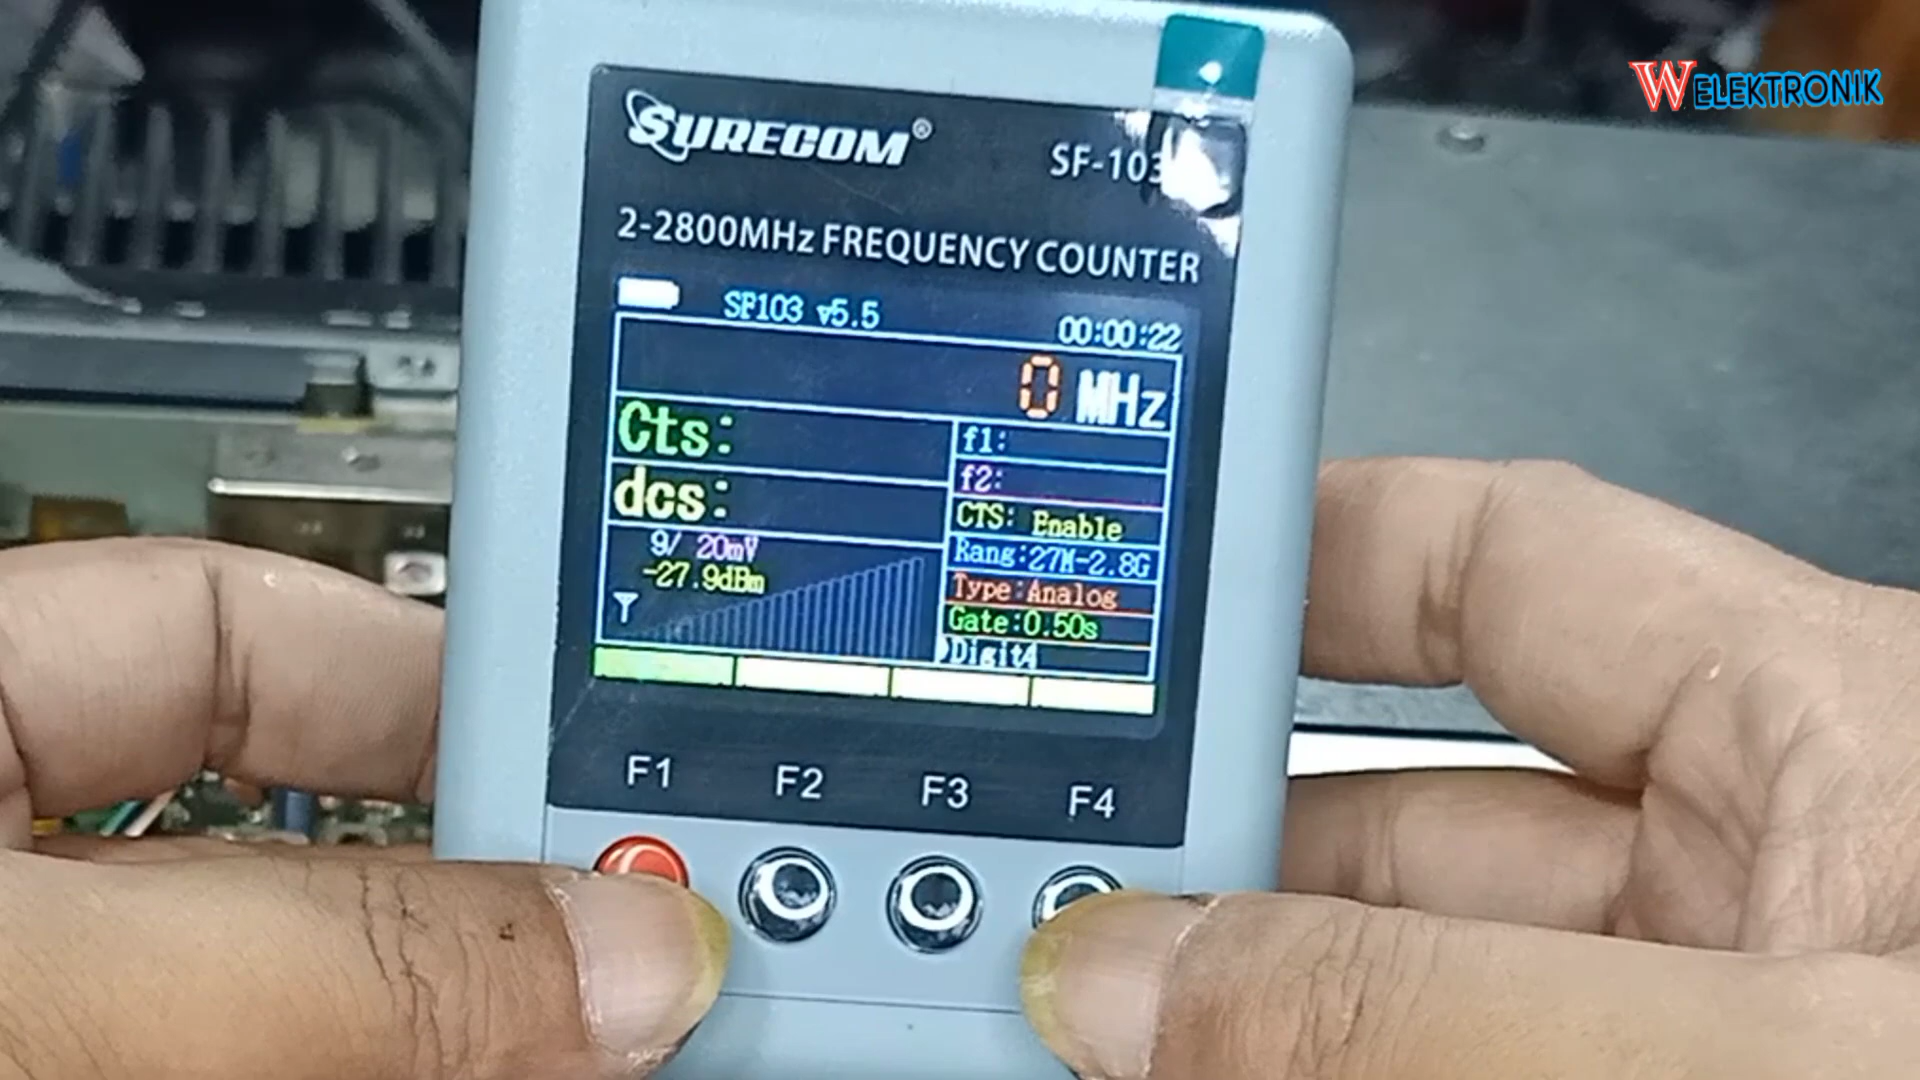 WELEKTRONIK
SURECOM®
SF-103
2-2800MHz FREQUENCY COUNTER
SF103 v5.5
00:00:22
0 MHz
Cts:
f1:
dcs:
f2:
CTS: Enable
9/ 20mV
Rang:27M-2.8G
-27.9dBm
Type:Analog
Gate:0.50s
Digit4
F1 F2 F3 F4